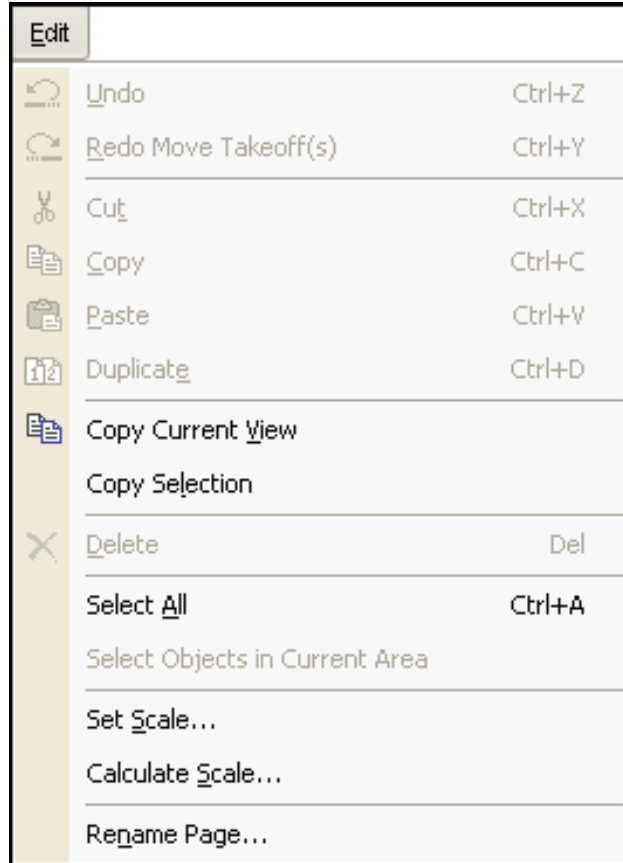 Edit
Undo Ctrl+Z
Redo Move Takeoff(s) Ctrl+Y
Cut Ctrl+X
Copy Ctrl+C
Paste Ctrl+V
12 Duplicate Ctrl+D
Copy Current View
Copy Selection
Delete Del
Select All Ctrl+A
Select Objects in Current Area
Set Scale...
Calculate Scale...
Rename Page...